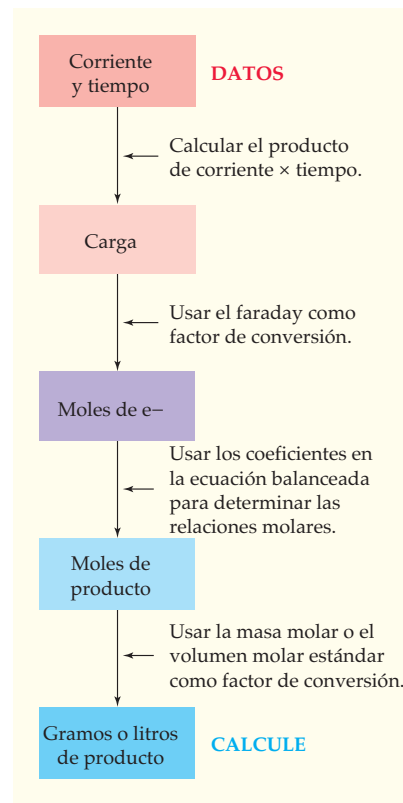 Corriente
y tiempo
DATOS
Calcular el producto
de corriente × tiempo.
Carga
Usar el faraday como
factor de conversión.
Moles de e−
Usar los coeficientes en
la ecuación balanceada
para determinar las
relaciones molares.
Moles de
producto
Usar la masa molar o el
volumen molar estándar
como factor de conversión.
Gramos o litros
de producto
CALCULE